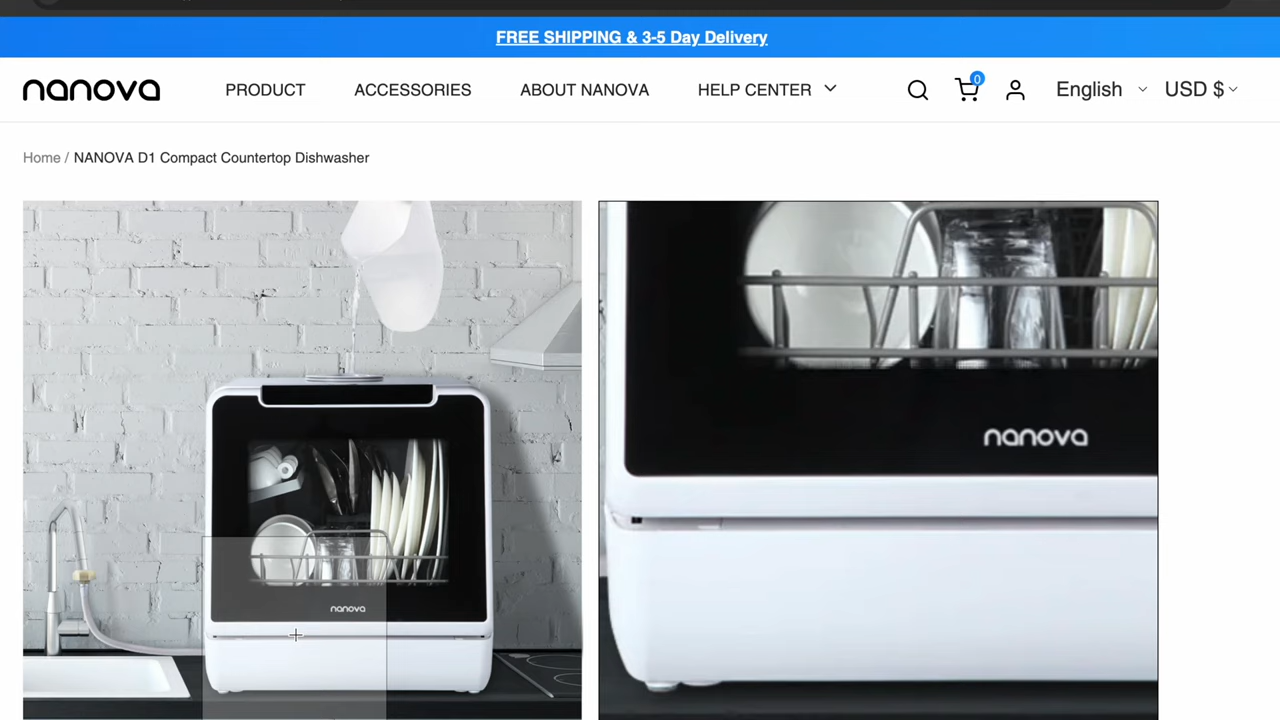 FREE SHIPPING & 3-5 Day Delivery
nanova PRODUCT ACCESSORIES ABOUT NANOVA HELP CENTER 0 English USD $
Home / NANOVA D1 Compact Countertop Dishwasher
nanova
nanova